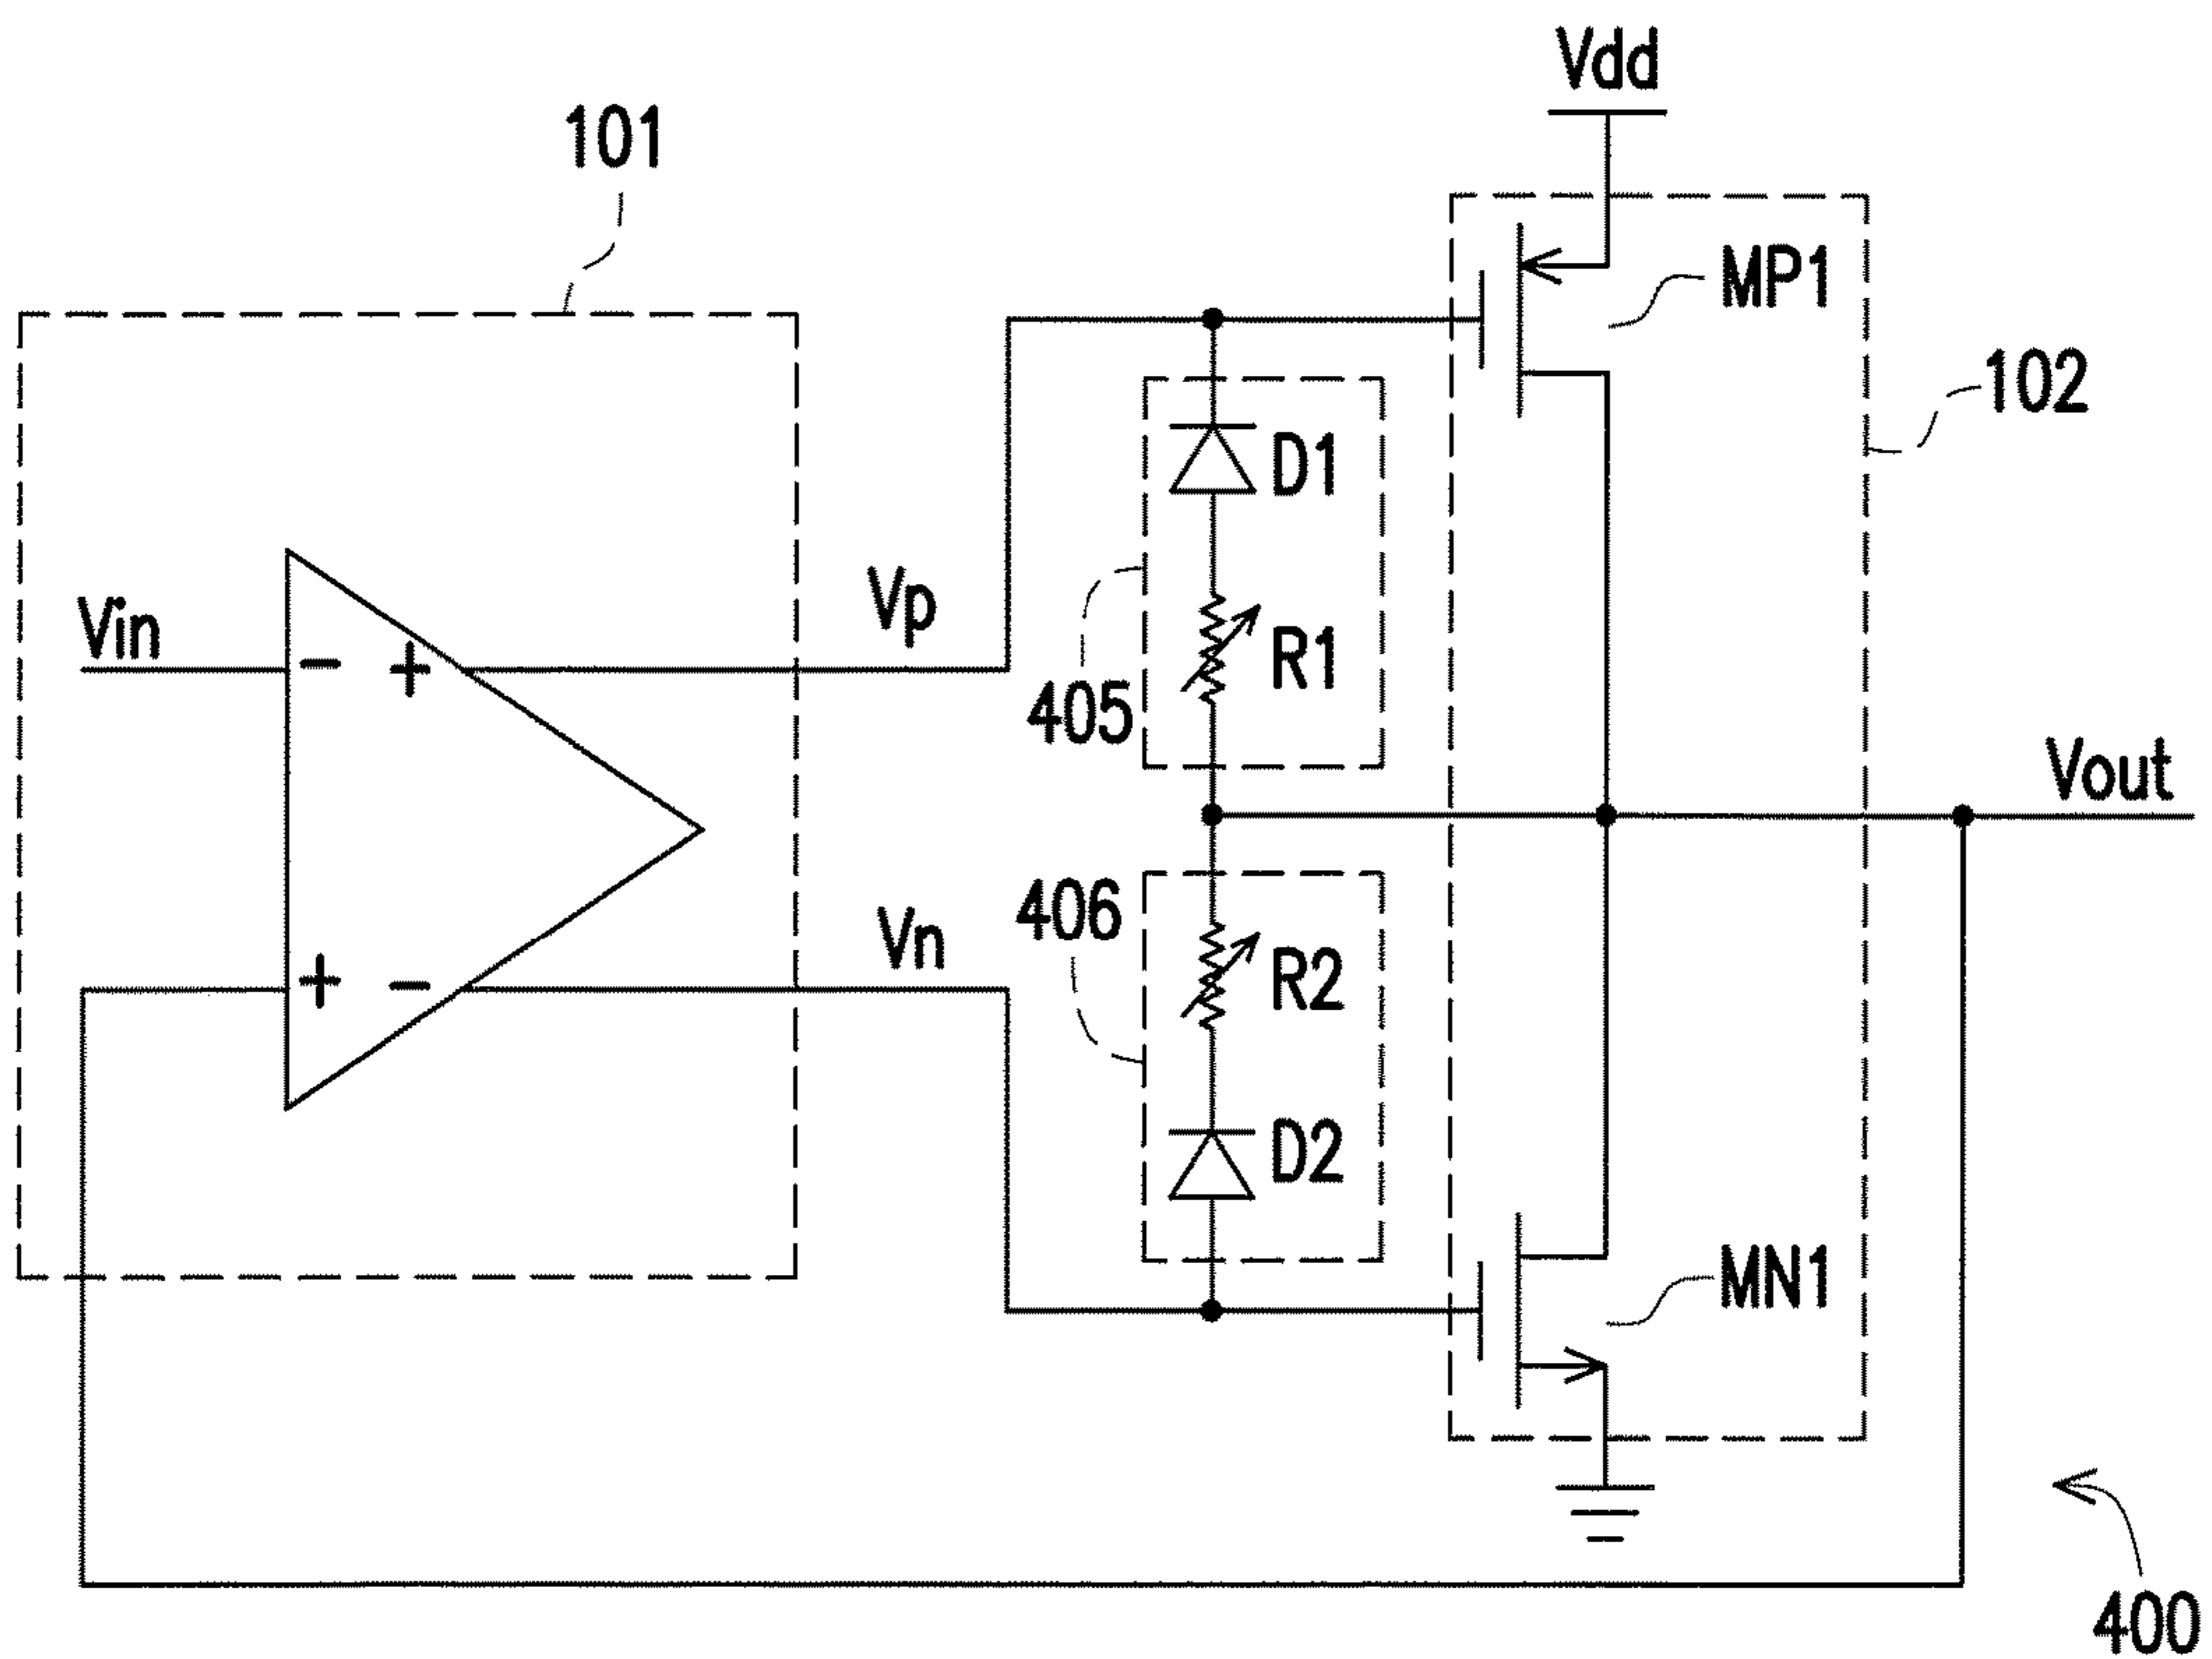 Vdd
101
MP1
102
D1
Vin
-
+
Vp
R1
405
Vout
406
Vn
R2
+
-
D2
MN1
400